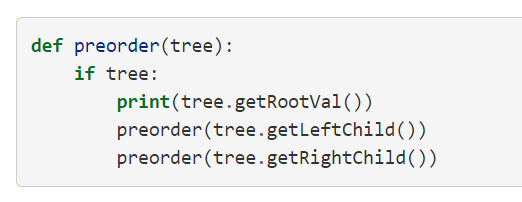 def preorder(tree):
    if tree:
        print(tree.getRootVal())
        preorder(tree.getLeftChild())
        preorder(tree.getRightChild())